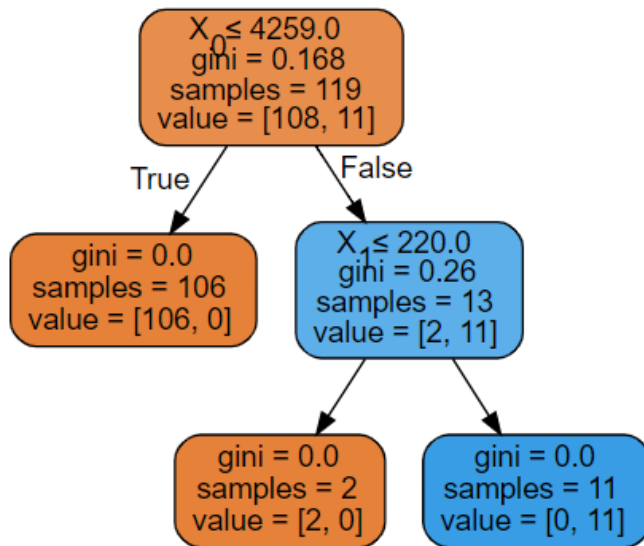 X₀ ≤ 4259.0
gini = 0.168
samples = 119
value = [108, 11]
True
False
gini = 0.0
samples = 106
value = [106, 0]
X₁ ≤ 220.0
gini = 0.26
samples = 13
value = [2, 11]
gini = 0.0
samples = 2
value = [2, 0]
gini = 0.0
samples = 11
value = [0, 11]